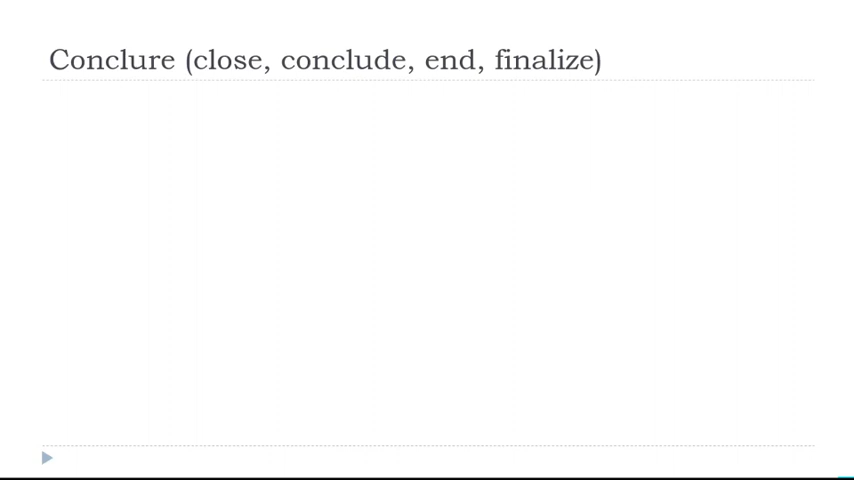 Conclure (close, conclude, end, finalize)